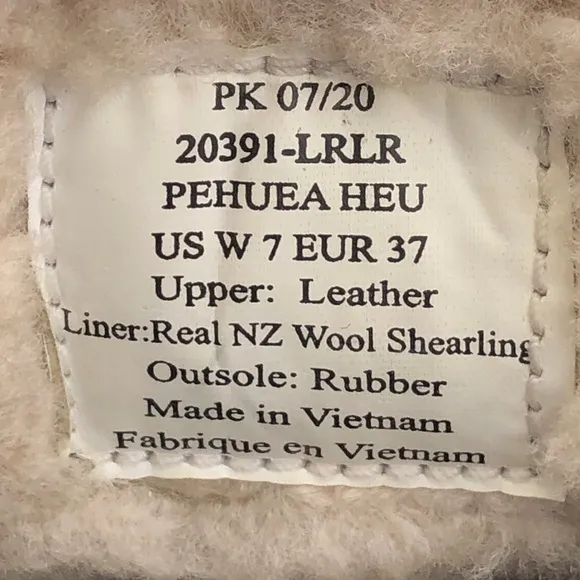 PK 07/20
20391-LRLR
PEHUEA HEU
US W 7 EUR 37
Upper: Leather
Liner:Real NZ Wool Shearling
Outsole: Rubber
Made in Vietnam
Fabrique en Vietnam